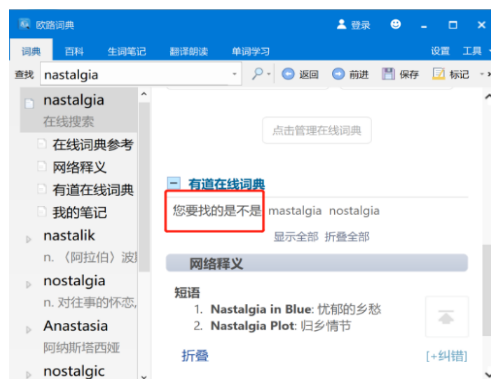 欧路词典 登录
词典 百科 生词笔记 翻译朗读 单词学习 设置 工具
查找 nastalgia 返回 前进 保存 标记
nastalgia
在线搜索
在线词典参考
网络释义
有道在线词典
我的笔记
nastalik
n. （阿拉伯）波
nostalgia
n. 对往事的怀恋,
Anastasia
阿纳斯塔西娅
nostalgic
点击管理在线词典
有道在线词典
您要找的是不是 mastalgia nostalgia
显示全部 折叠全部
网络释义
短语
1. Nastalgia in Blue: 忧郁的乡愁
2. Nastalgia Plot: 归乡情节
折叠 [+纠错]